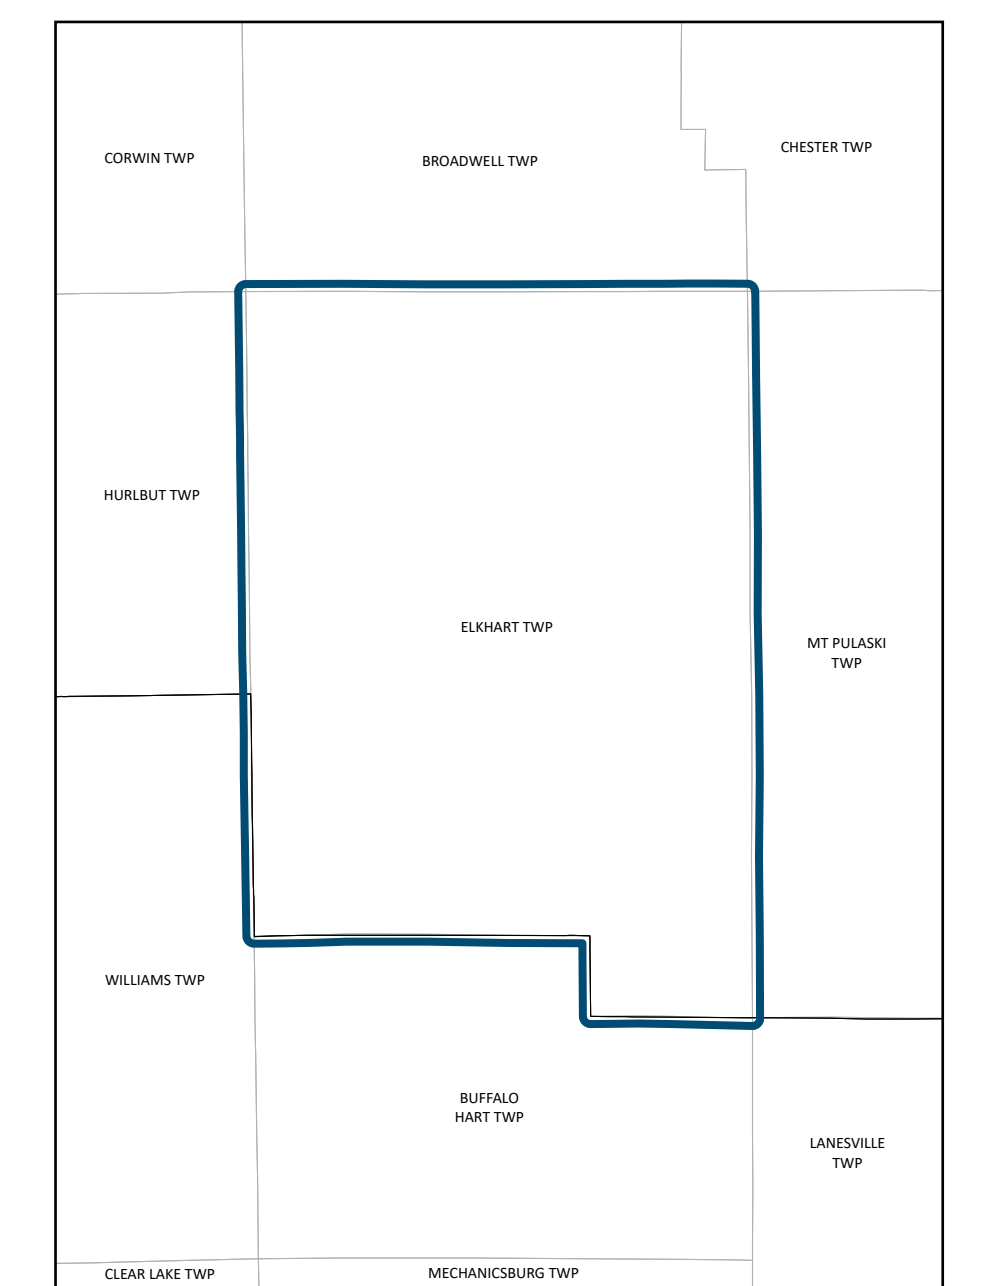 CHESTER TWP
CORWIN TWP
BROADWELL TWP
HURLBUT TWP
ELKHART TWP
MT PULASKI
TWP
WILLIAMS TWP
BUFFALO
HART TWP
LANESVILLE
TWP
CLEAR LAKE TWP
MECHANICSBURG TWP